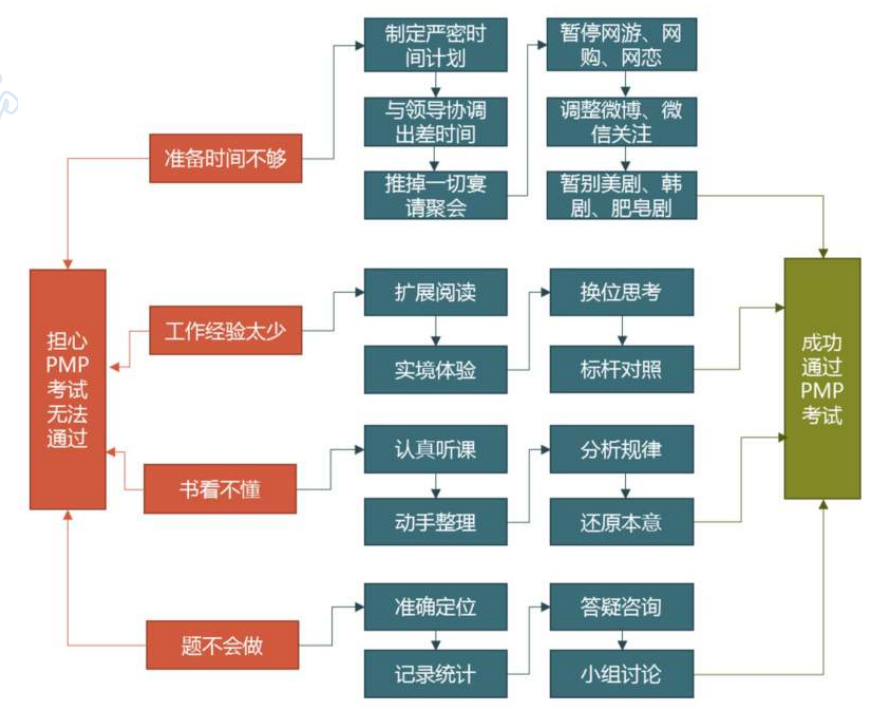 担心
PMP
考试
无法
通过
准备时间不够
制定严密时
间计划
与领导协调
出差时间
推掉一切宴
请聚会
暂停网游、网
购、网恋
调整微博、微
信关注
暂别美剧、韩
剧、肥皂剧
工作经验太少
扩展阅读
实境体验
换位思考
标杆对照
书看不懂
认真听课
动手整理
分析规律
还原本意
题不会做
准确定位
记录统计
答疑咨询
小组讨论
成功
通过
PMP
考试